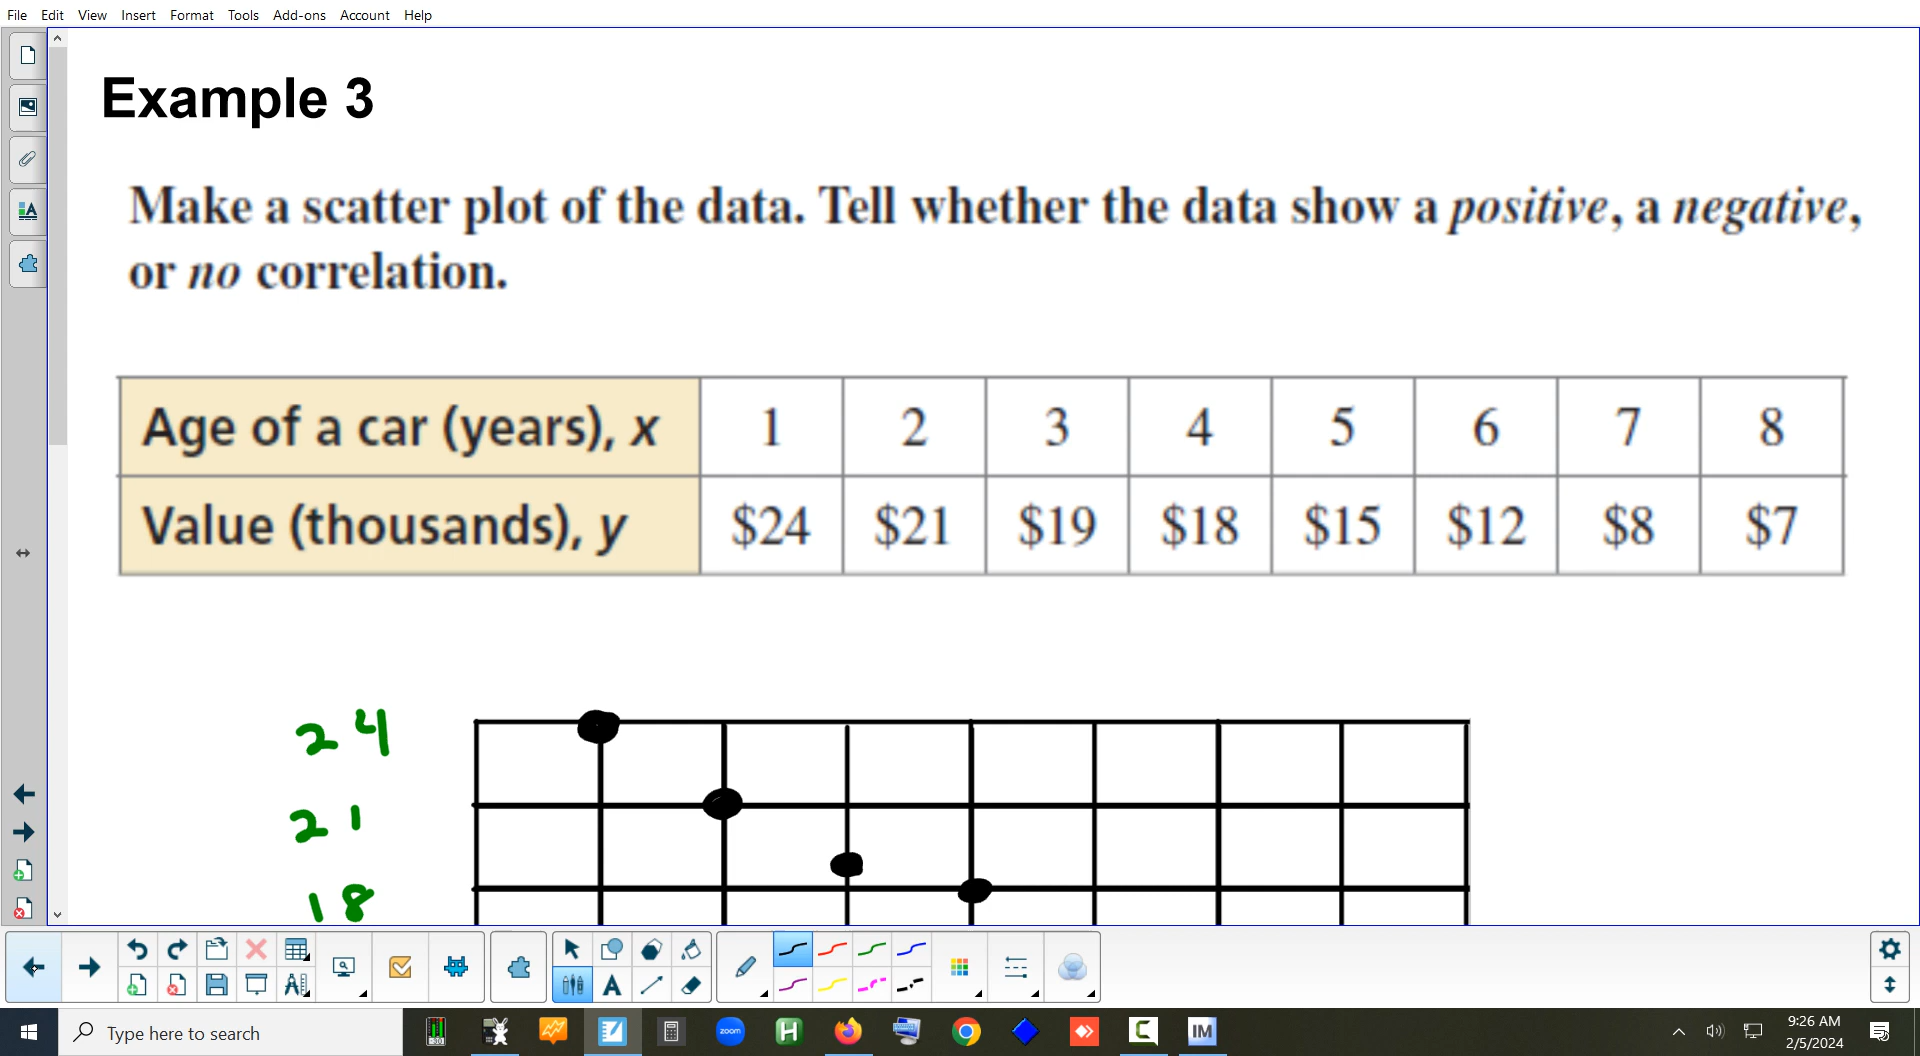 File Edit View Insert Format Tools Add-ons Account Help
Example 3
Make a scatter plot of the data. Tell whether the data show a positive, a negative,
or no correlation.
Age of a car (years), x 1 2 3 4 5 6 7 8
Value (thousands), y $24 $21 $19 $18 $15 $12 $8 $7
24
21
18
A
A
Type here to search
zoom
H
C
IM
9:26 AM
2/5/2024